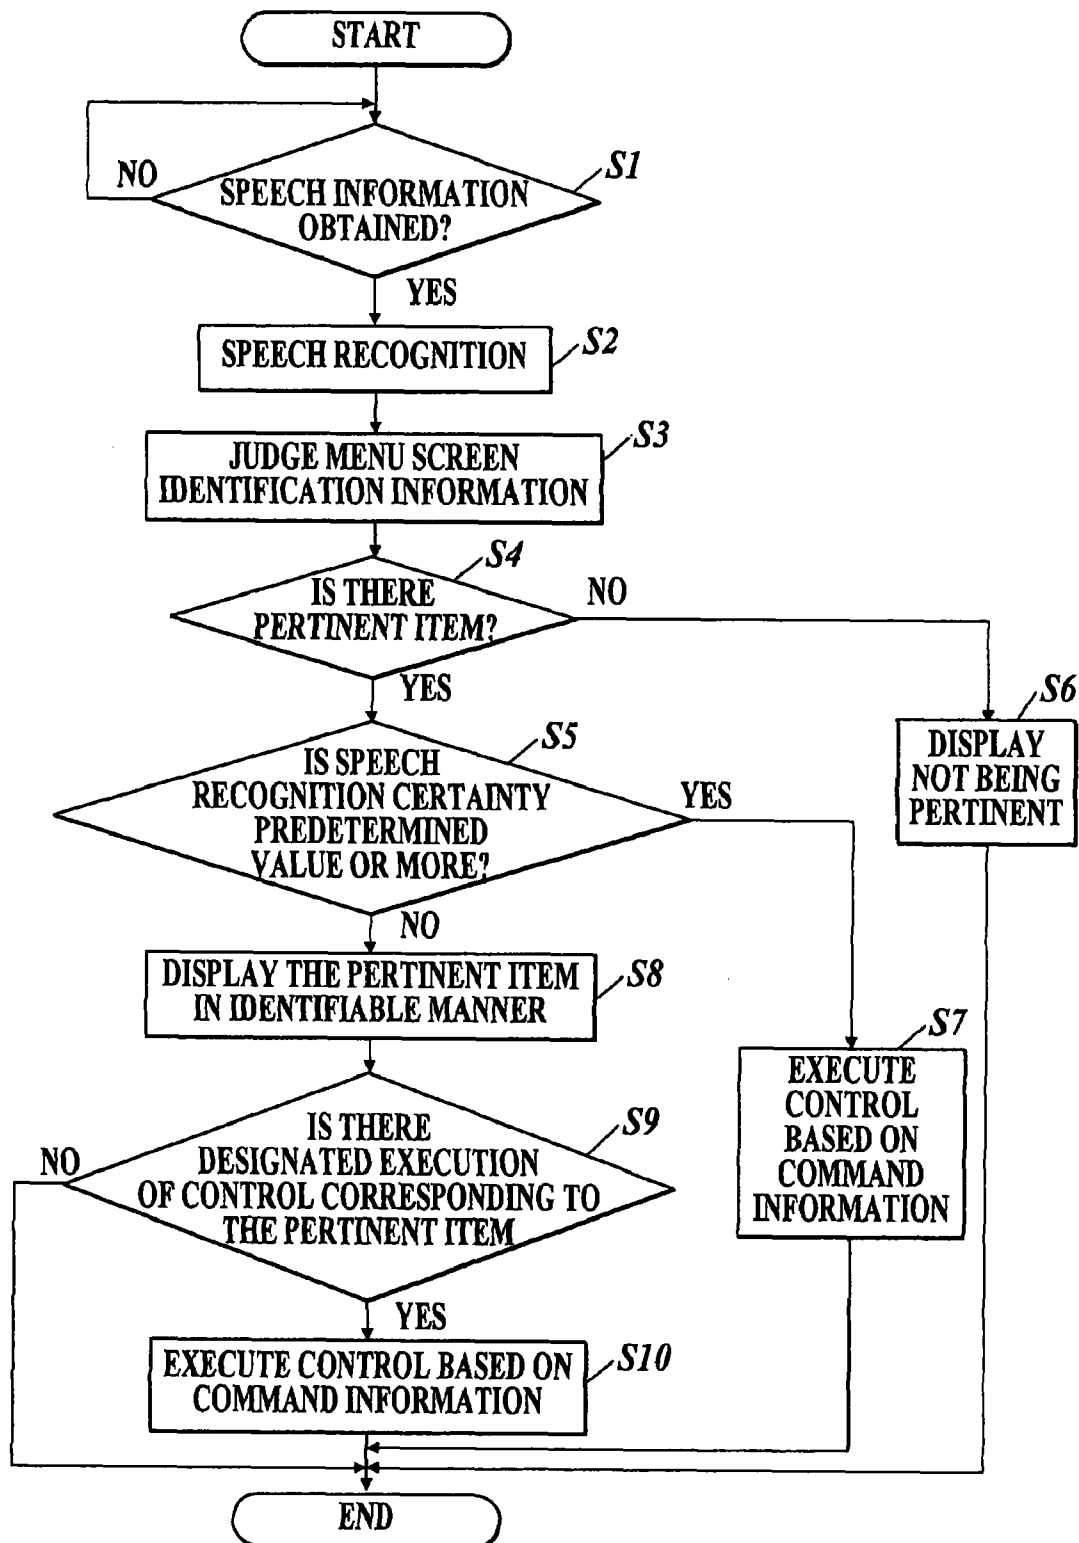 START
NO
S1
SPEECH INFORMATION
OBTAINED?
YES
SPEECH RECOGNITION
S2
JUDGE MENU SCREEN
IDENTIFICATION INFORMATION
S3
S4
IS THERE
PERTINENT ITEM?
NO
YES
S6
DISPLAY
NOT BEING
PERTINENT
S5
IS SPEECH
RECOGNITION CERTAINTY
PREDETERMINED
VALUE OR MORE?
YES
NO
DISPLAY THE PERTINENT ITEM
IN IDENTIFIABLE MANNER
S8
S7
EXECUTE
CONTROL
BASED ON
COMMAND
INFORMATION
S9
IS THERE
DESIGNATED EXECUTION
OF CONTROL CORRESPONDING TO
THE PERTINENT ITEM
NO
YES
EXECUTE CONTROL BASED ON
COMMAND INFORMATION
S10
END